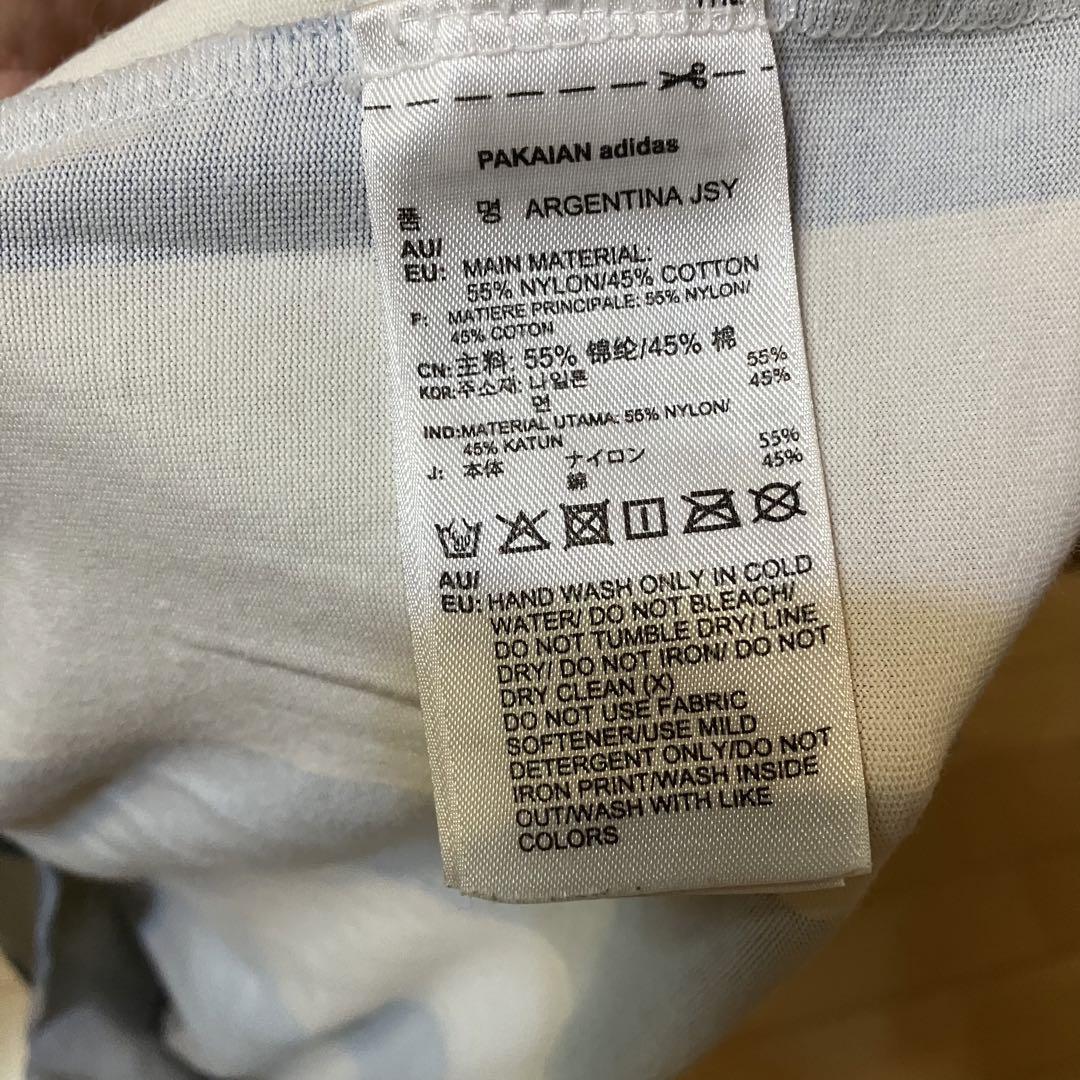 PAKAIAN adidas
품 명 ARGENTINA JSY
AU/
EU: MAIN MATERIAL:
55% NYLON/45% COTTON
F: MATIERE PRINCIPALE: 55% NYLON/
45% COTON
CN: 主料: 55% 锦纶/45% 棉
KOR: 주소재: 나일론 55%
면 45%
IND: MATERIAL UTAMA: 55% NYLON/
45% KATUN
J: 本体 ナイロン 55%
綿 45%
AU/
EU: HAND WASH ONLY IN COLD
WATER/ DO NOT BLEACH/
DO NOT TUMBLE DRY/ LINE
DRY/ DO NOT IRON/ DO NOT
DRY CLEAN (X)
DO NOT USE FABRIC
SOFTENER/USE MILD
DETERGENT ONLY/DO NOT
IRON PRINT/WASH INSIDE
OUT/WASH WITH LIKE
COLORS